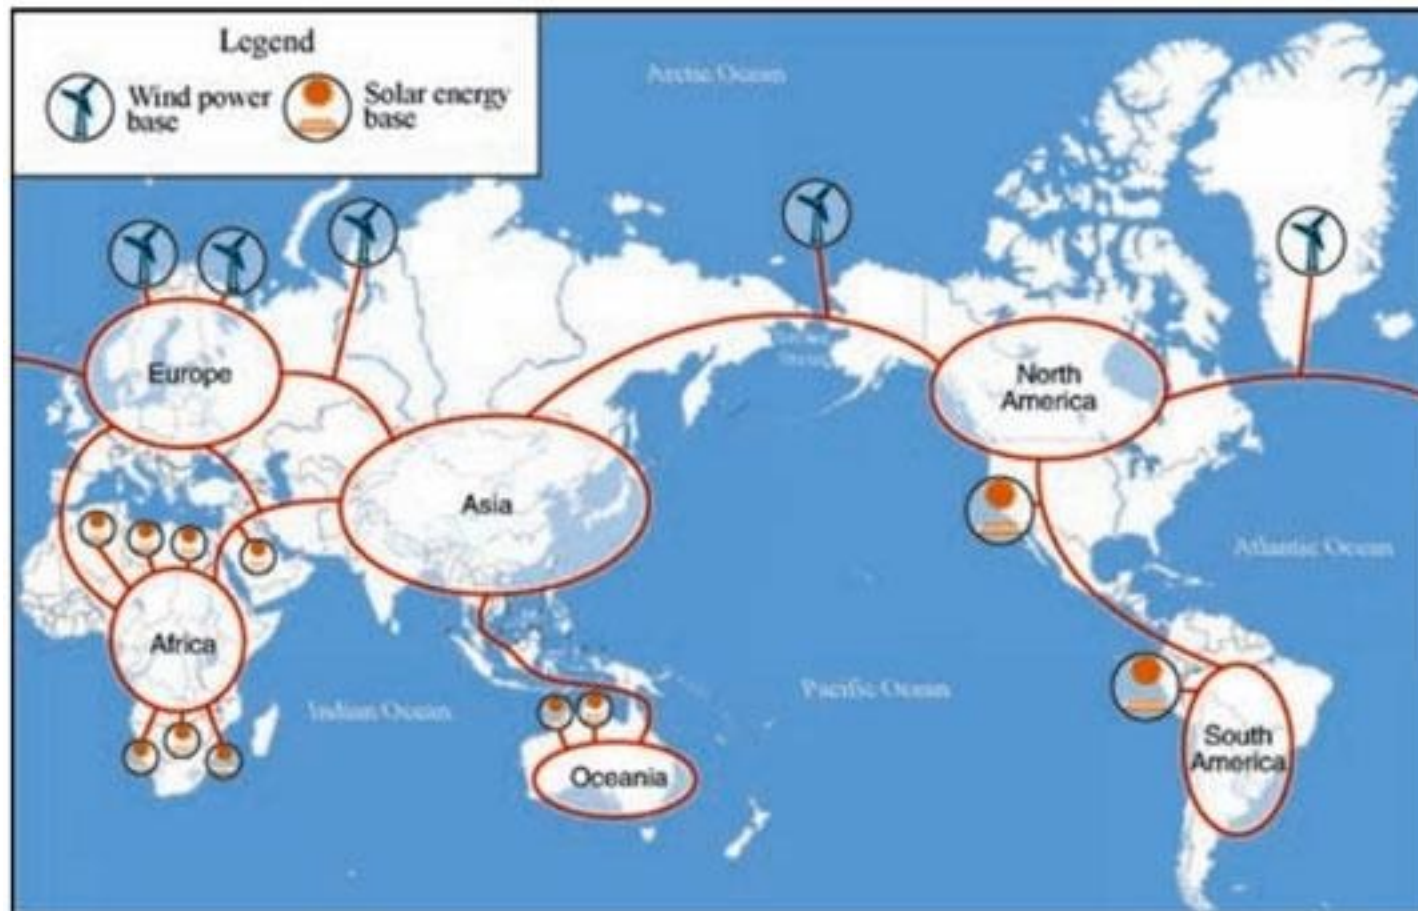 Legend
Wind power
base
Solar energy
base
Arctic Ocean
Europe
North
America
Asia
Atlantic Ocean
Africa
Indian Ocean
Pacific Ocean
South
America
Oceania